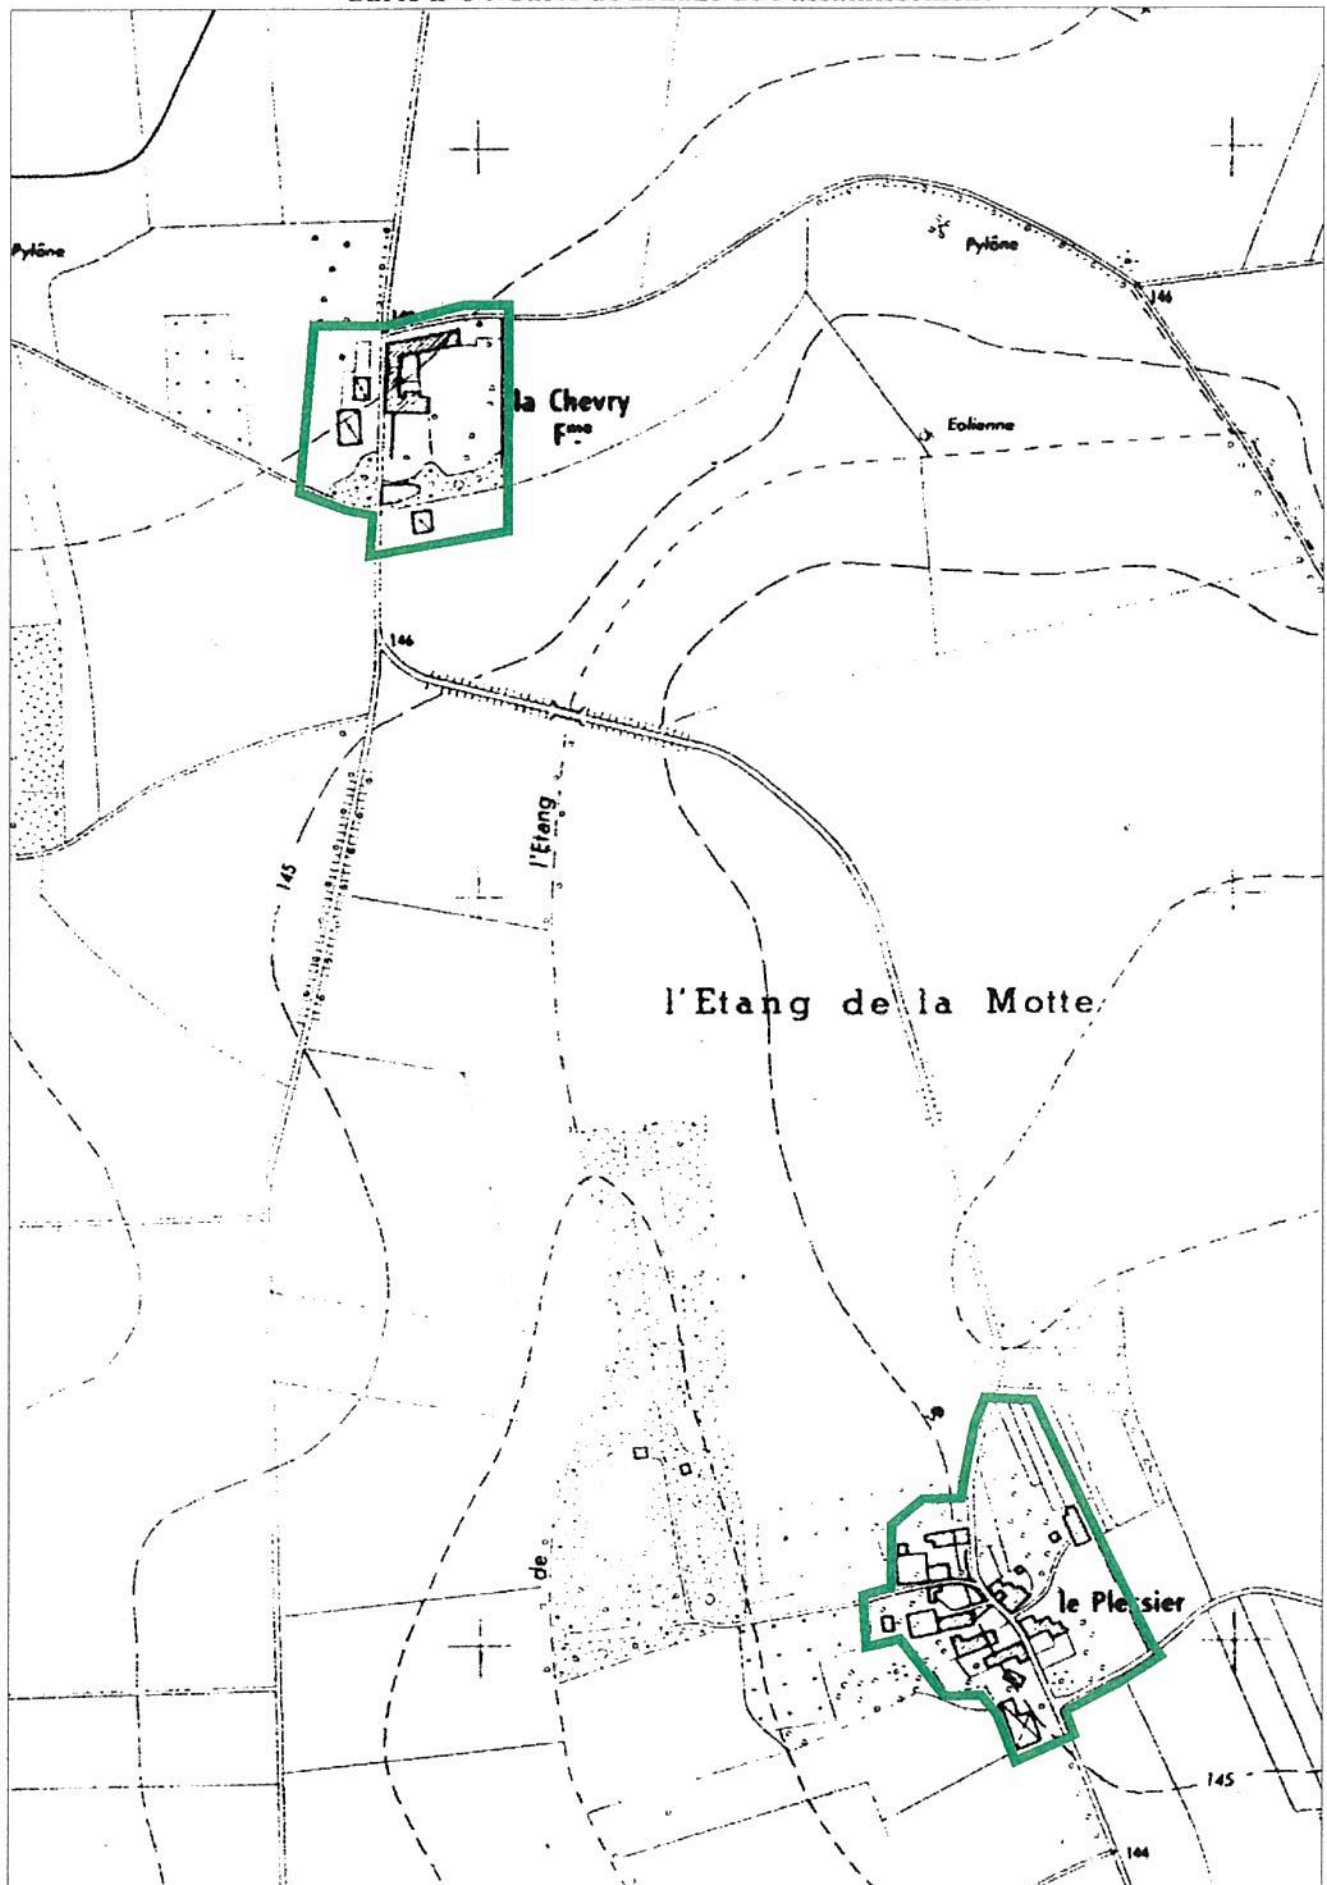 Pylône
Pylône
146
la Chevry
Fme
Eolienne
146
l'Etang
145
l'Etang de la Motte
de
le Plessier
145
144